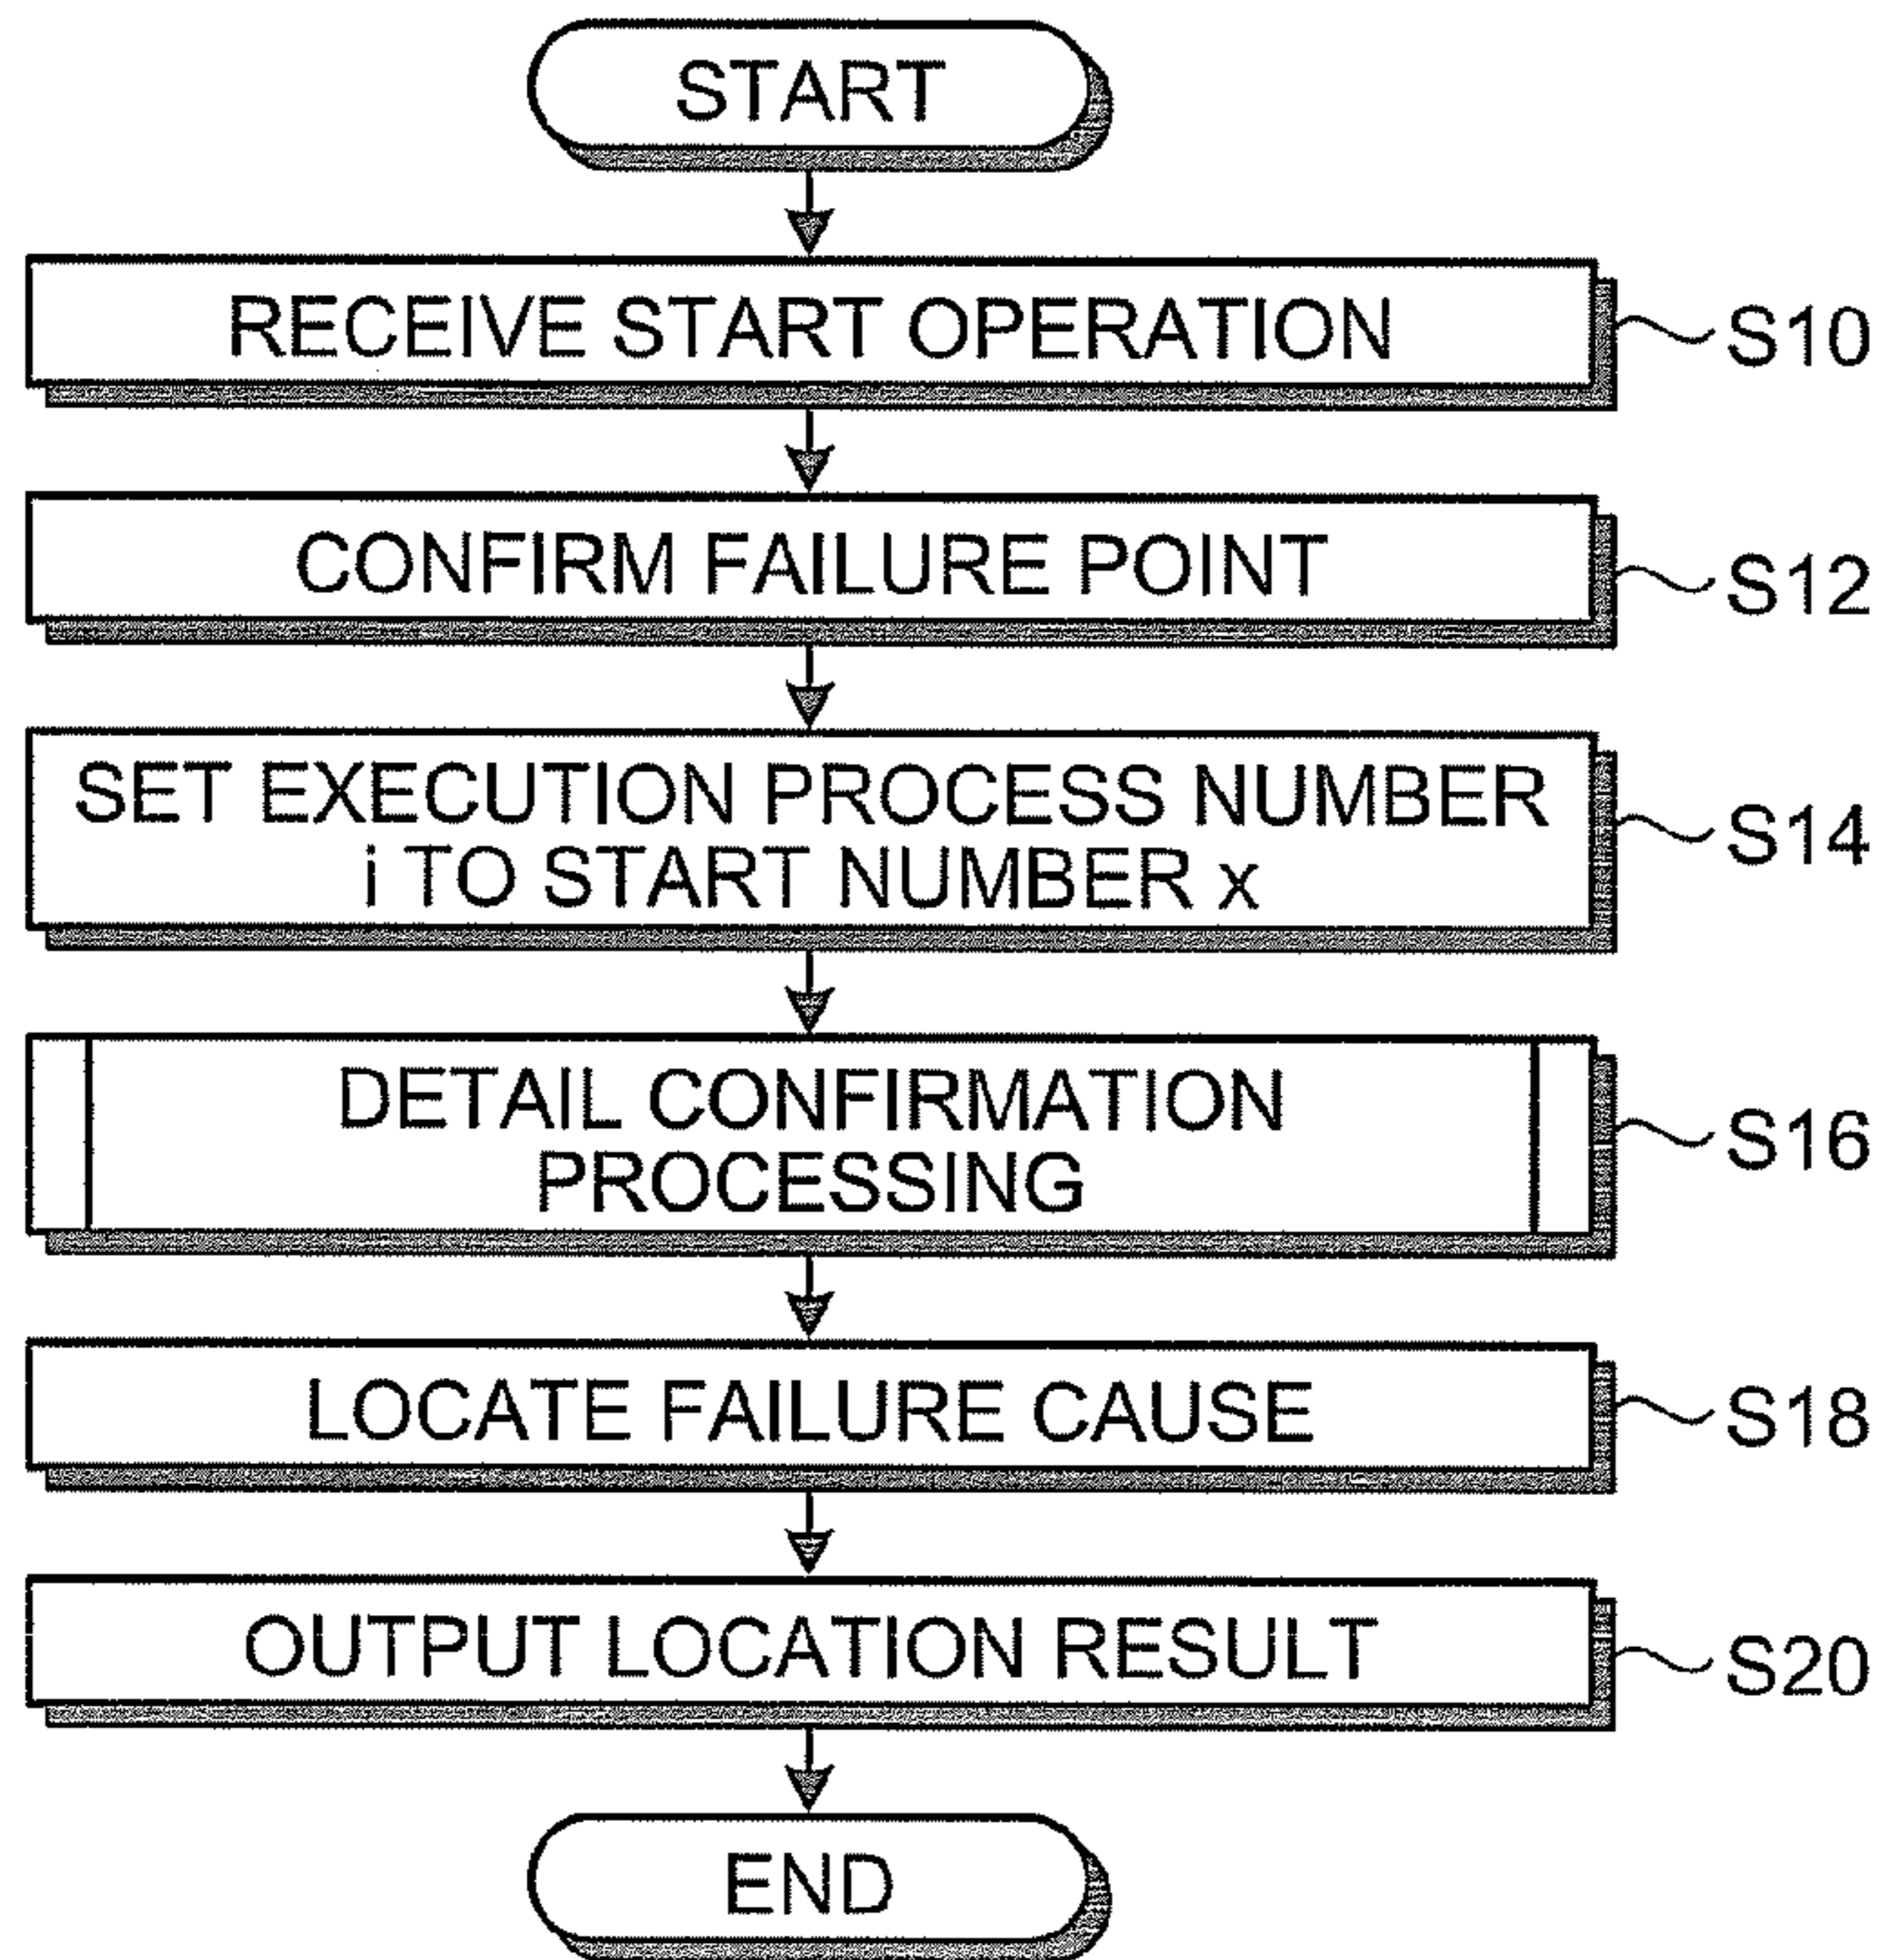 START
RECEIVE START OPERATION
S10
CONFIRM FAILURE POINT
S12
SET EXECUTION PROCESS NUMBER
i TO START NUMBER x
S14
DETAIL CONFIRMATION
PROCESSING
S16
LOCATE FAILURE CAUSE
S18
OUTPUT LOCATION RESULT
S20
END